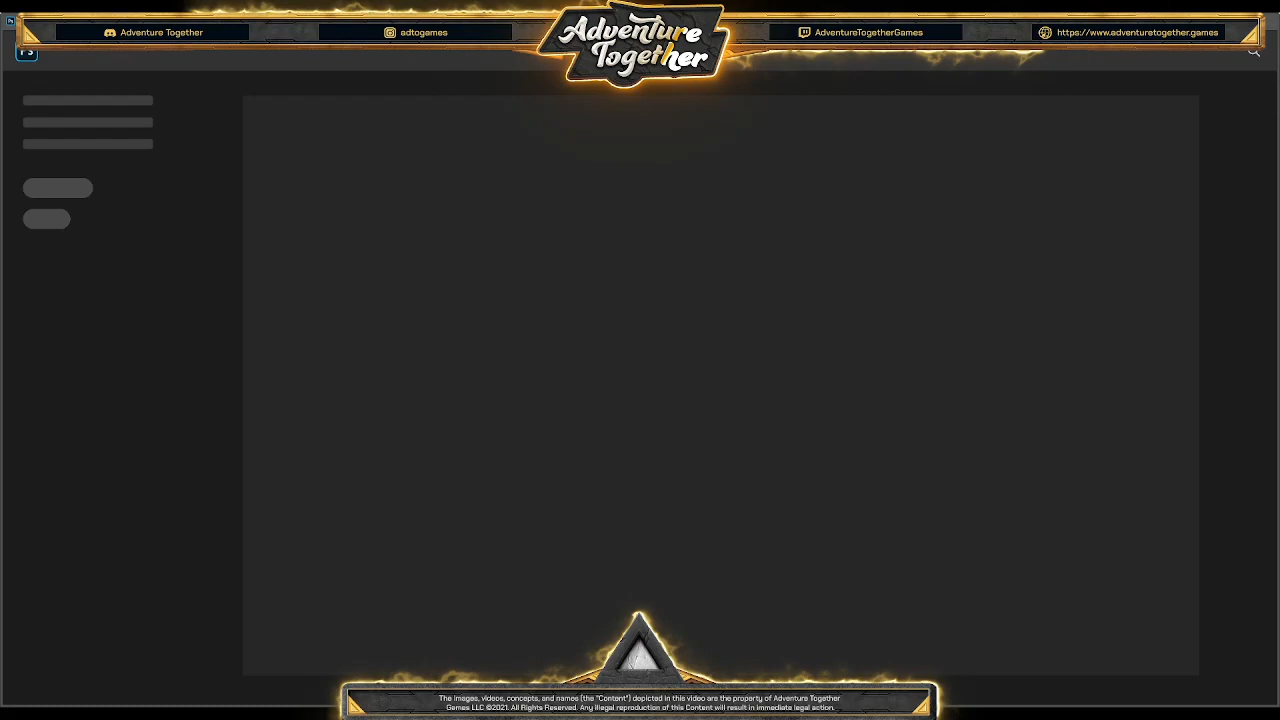 Adventure Together
adtogames
Adventure
Together
AdventureTogetherGames
https://www.adventuretogether.games
Ps
The images, videos, concepts, and names (the "Content") depicted in this video are the property of Adventure Together
Games LLC ©2021. All Rights Reserved. Any illegal reproduction of this Content will result in immediate legal action.